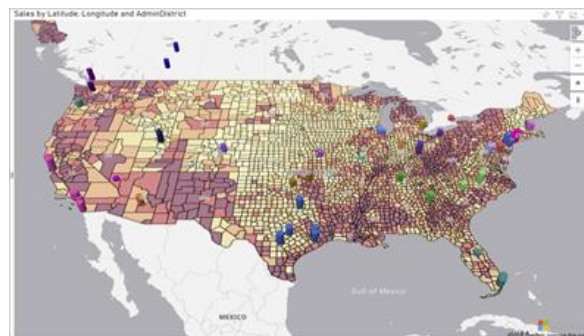 Sales by Latitude, Longitude and AdminDistrict
Gulf of Mexico
MEXICO